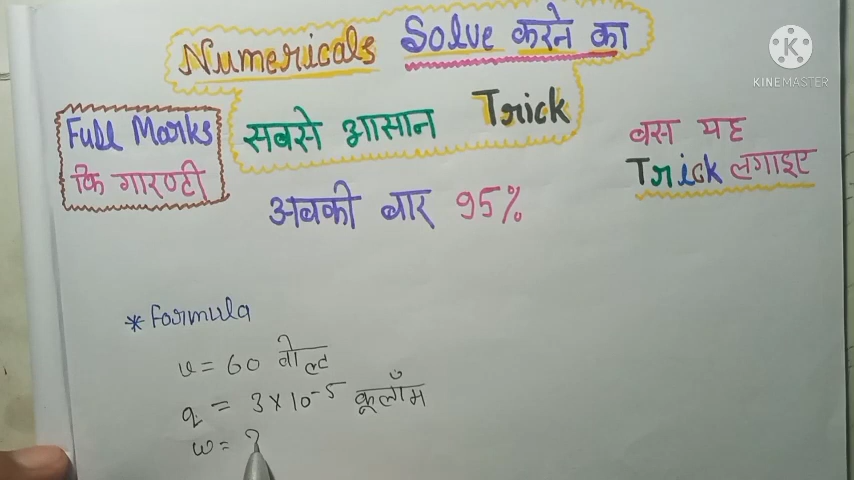 Numericals Solve करने का
सबसे आसान Trick
Full Marks
कि गारण्टी
बस यह
Trick लगाइए
अबकी बार 95%
* Formula
v = 60 वोल्ट
q = 3 × 10⁻⁵ कूलॉम
w = ?
KINEMASTER